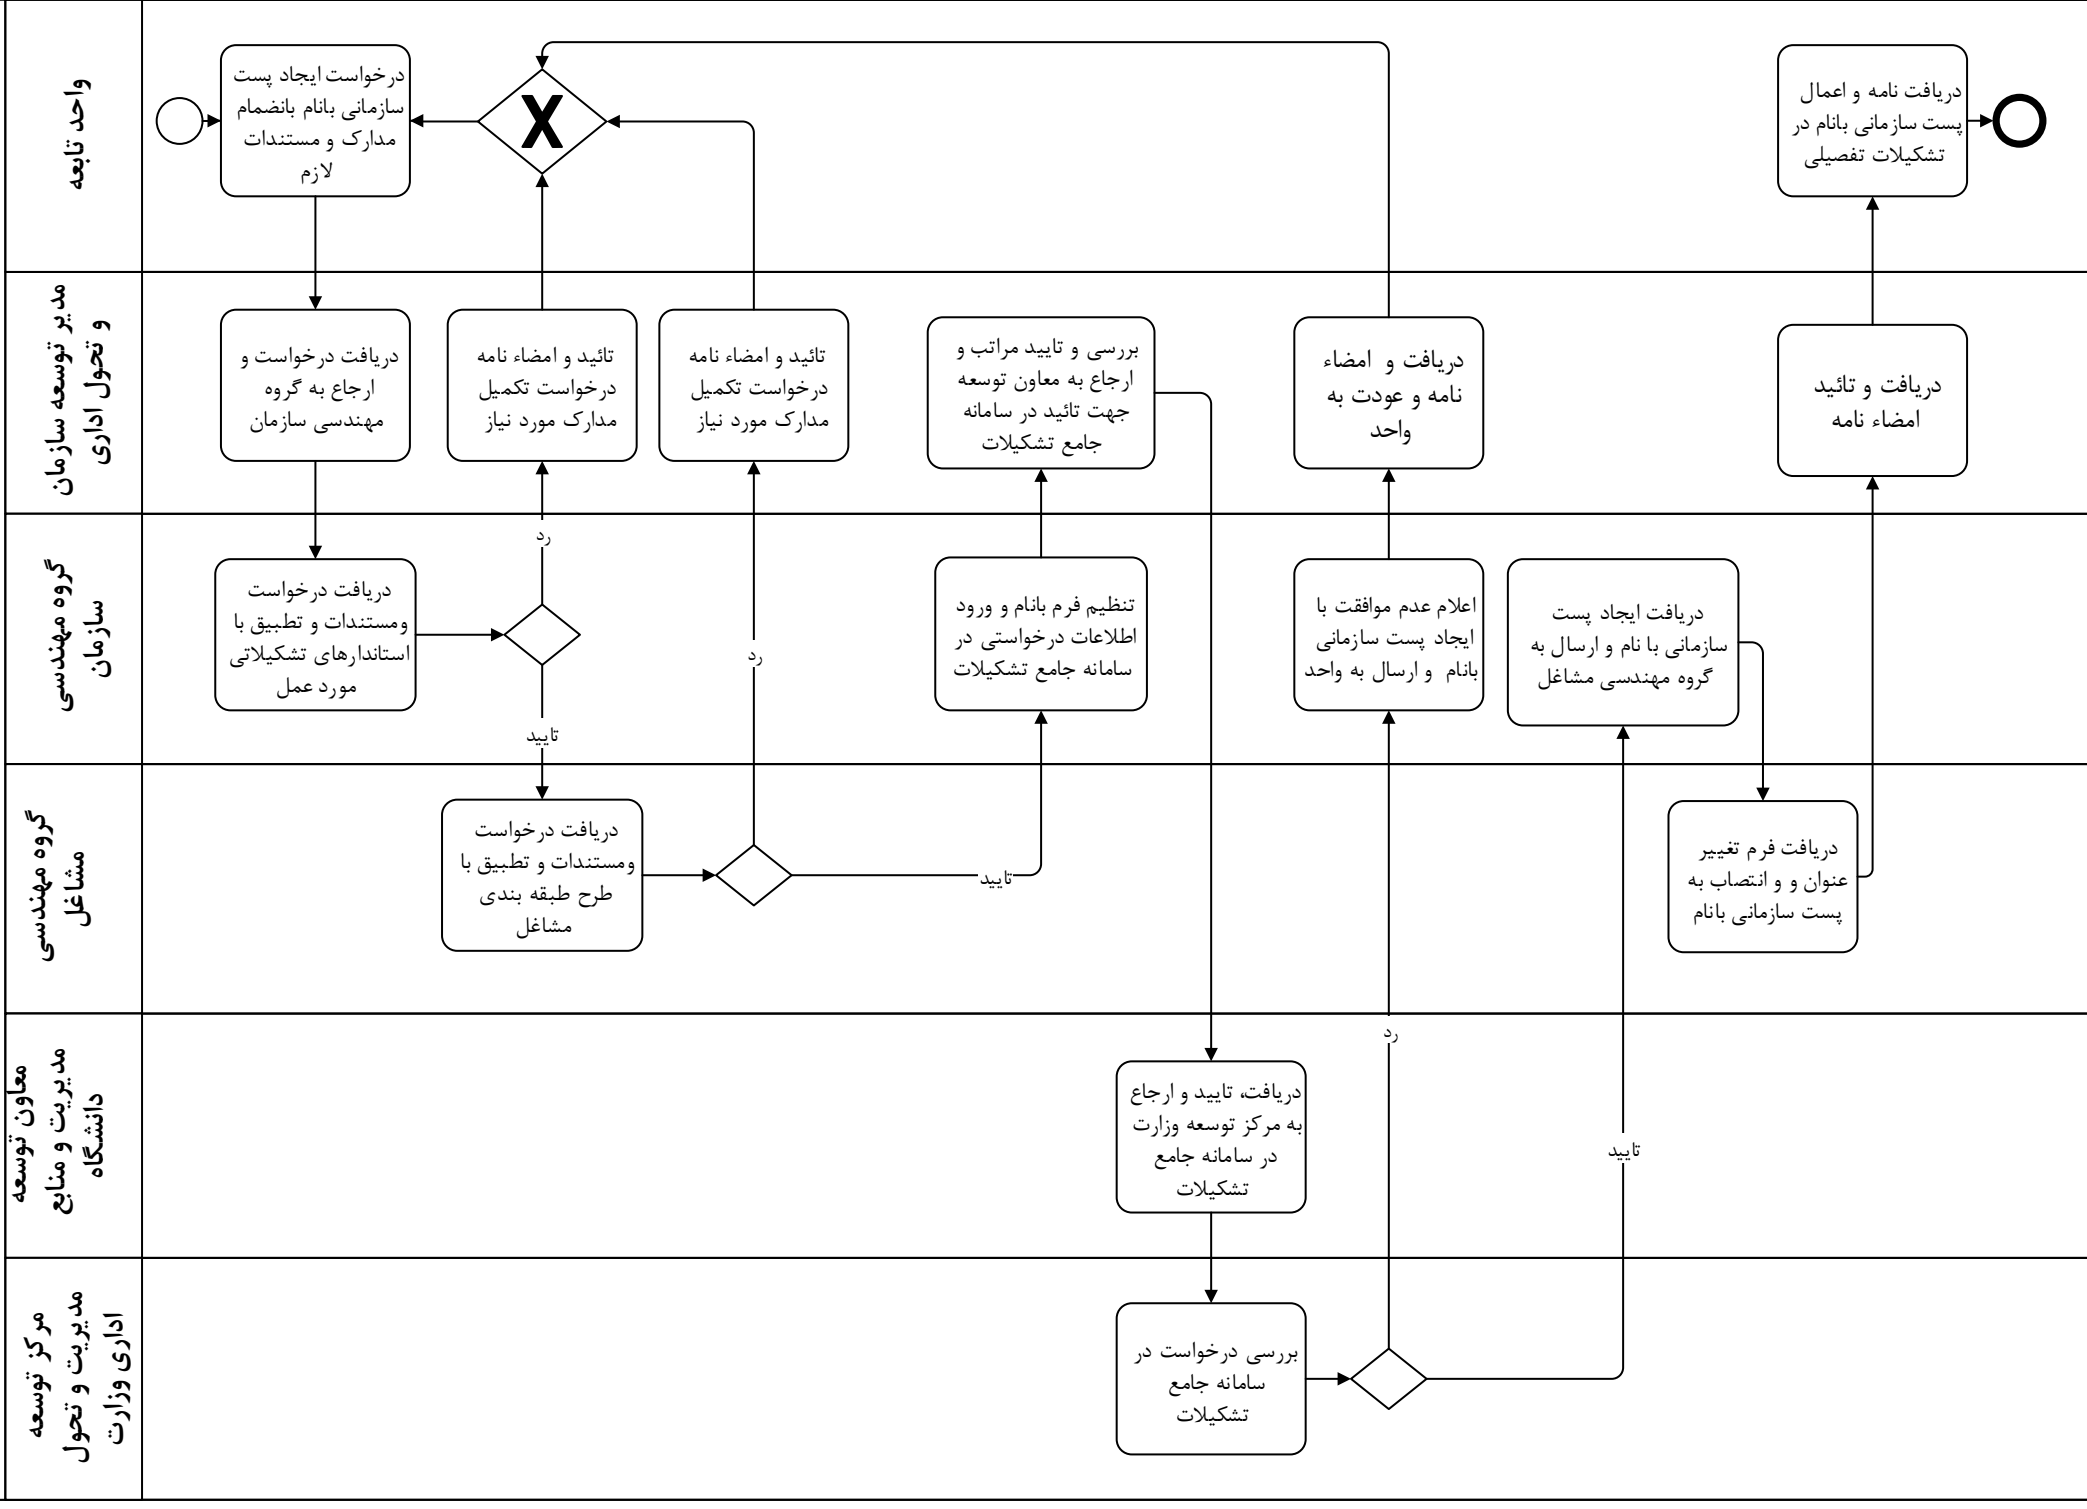 واحد تابعه
درخواست ایجاد پست
سازمانی بانام بانضمام
مدارک و مستندات
لازم
X
دریافت نامه و اعمال
پست سازمانی بانام در
تشکیلات تفصیلی
مدیر توسعه سازمان
و تحول اداری
دریافت درخواست و
ارجاع به گروه
مهندسی سازمان
تائید و امضاء نامه
درخواست تکمیل
مدارک مورد نیاز
تائید و امضاء نامه
درخواست تکمیل
مدارک مورد نیاز
بررسی و تایید مراتب و
ارجاع به معاون توسعه
جهت تائید در سامانه
جامع تشکیلات
دریافت و امضاء
نامه و عودت به
واحد
دریافت و تائید
امضاء نامه
گروه مهندسی
سازمان
دریافت درخواست
ومستندات و تطبیق با
استاندارهای تشکیلاتی
مورد عمل
رد
تایید
رد
تنظیم فرم بانام و ورود
اطلاعات درخواستی در
سامانه جامع تشکیلات
اعلام عدم موافقت با
ایجاد پست سازمانی
بانام و ارسال به واحد
دریافت ایجاد پست
سازمانی با نام و ارسال به
گروه مهندسی مشاغل
گروه مهندسی
مشاغل
دریافت درخواست
ومستندات و تطبیق با
طرح طبقه بندی
مشاغل
تایید
دریافت فرم تغییر
عنوان و و انتصاب به
پست سازمانی بانام
معاون توسعه
مدیریت و منابع
دانشگاه
دریافت، تایید و ارجاع
به مرکز توسعه وزارت
در سامانه جامع
تشکیلات
رد
تایید
مرکز توسعه
مدیریت و تحول
اداری وزارت
بررسی درخواست در
سامانه جامع
تشکیلات